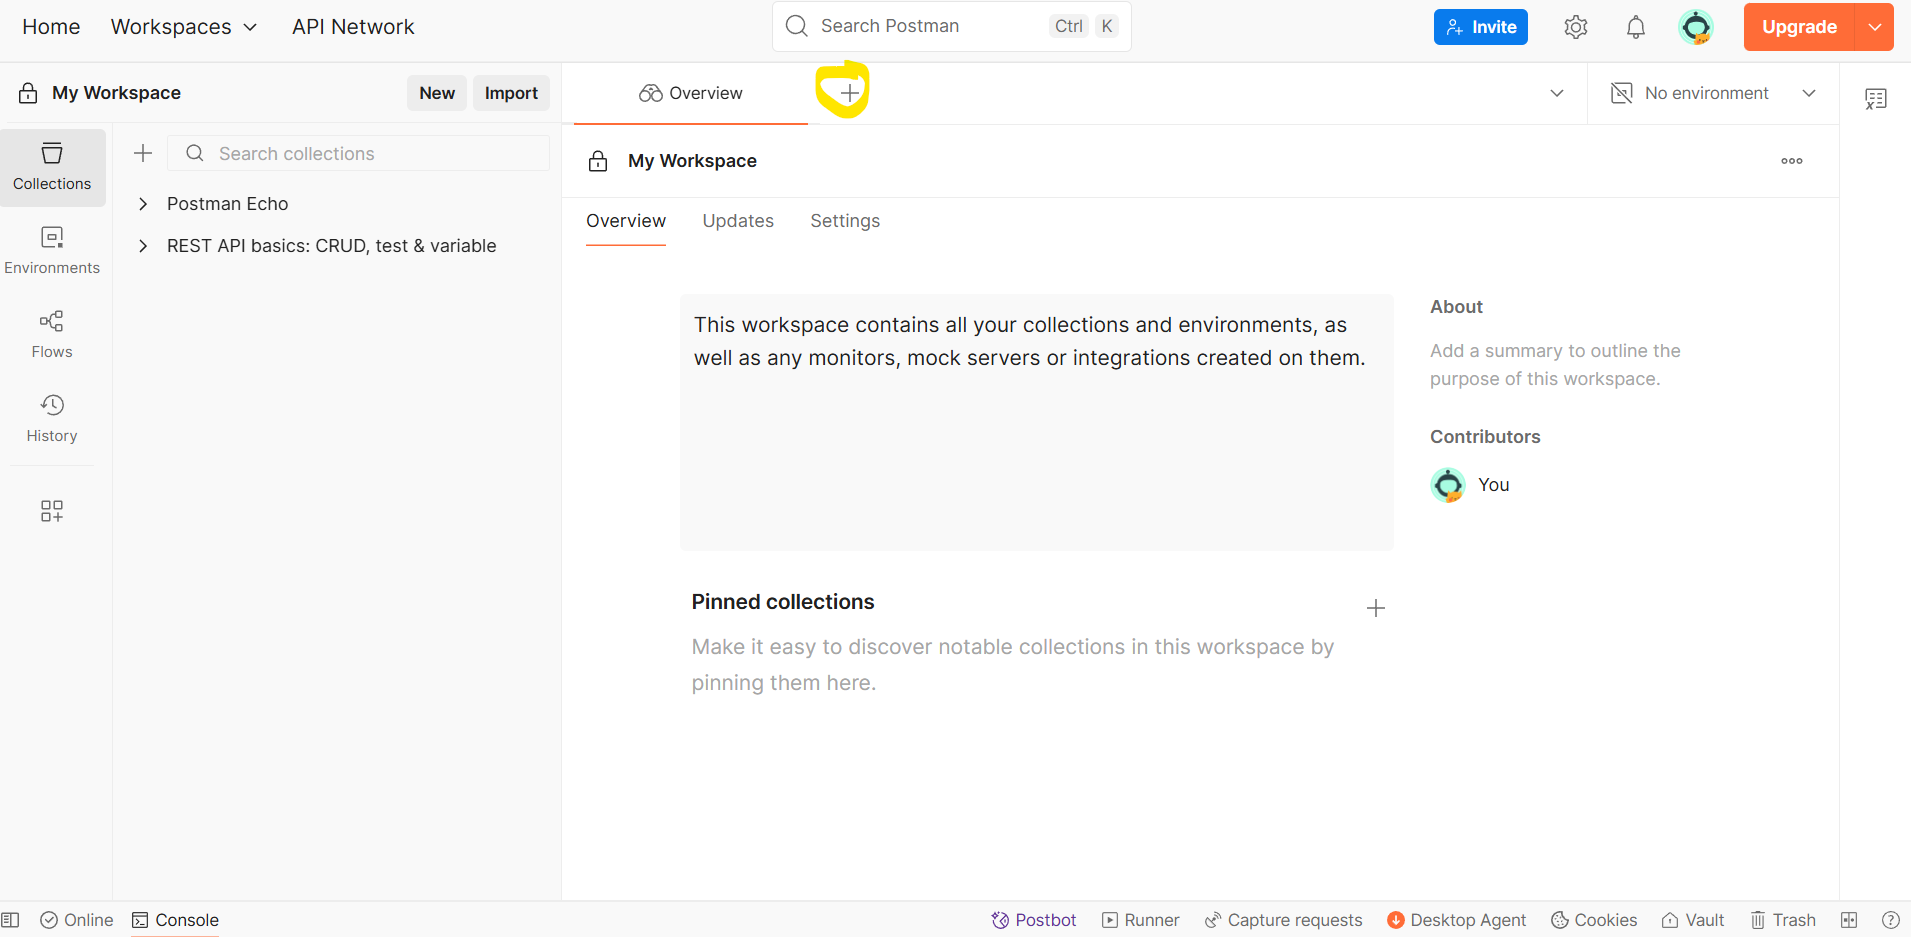 Home Workspaces API Network Search Postman Ctrl K Invite Upgrade
My Workspace New Import Overview No environment
Collections
Search collections
Postman Echo
REST API basics: CRUD, test & variable
Environments
Flows
History
My Workspace
Overview Updates Settings
This workspace contains all your collections and environments, as
well as any monitors, mock servers or integrations created on them.
Pinned collections
Make it easy to discover notable collections in this workspace by
pinning them here.
About
Add a summary to outline the
purpose of this workspace.
Contributors
You
Online Console Postbot Runner Capture requests Desktop Agent Cookies Vault Trash